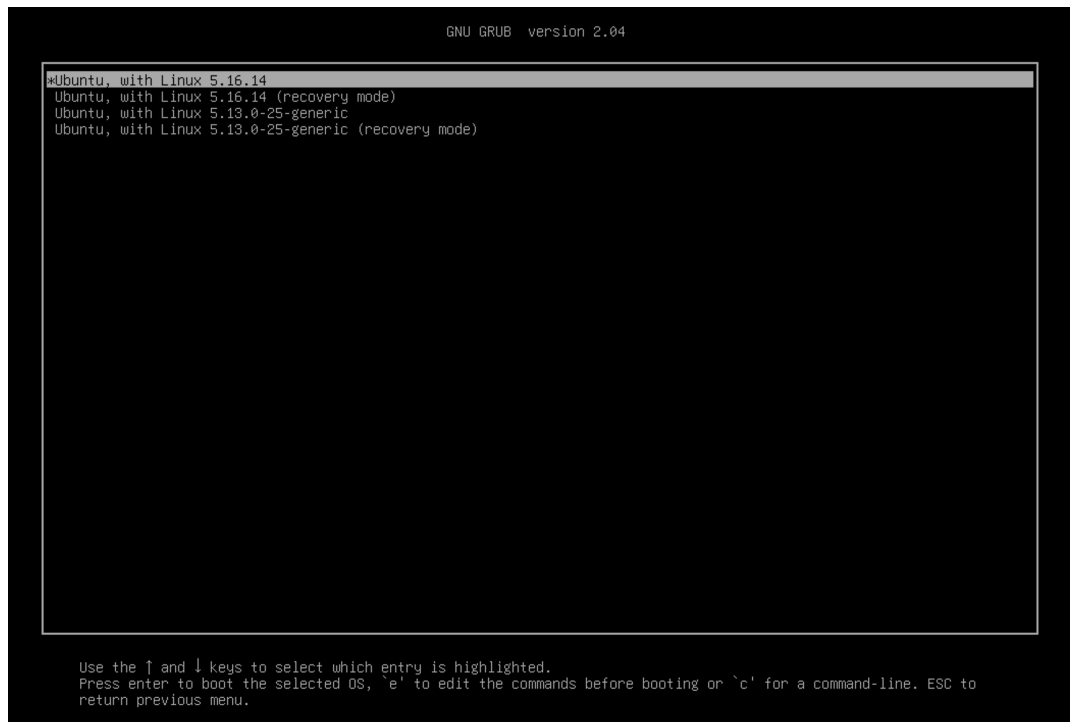 GNU GRUB  version 2.04
*Ubuntu, with Linux 5.16.14
Ubuntu, with Linux 5.16.14 (recovery mode)
Ubuntu, with Linux 5.13.0-25-generic
Ubuntu, with Linux 5.13.0-25-generic (recovery mode)
Use the ↑ and ↓ keys to select which entry is highlighted.
Press enter to boot the selected OS, `e' to edit the commands before booting or `c' for a command-line. ESC to
return previous menu.